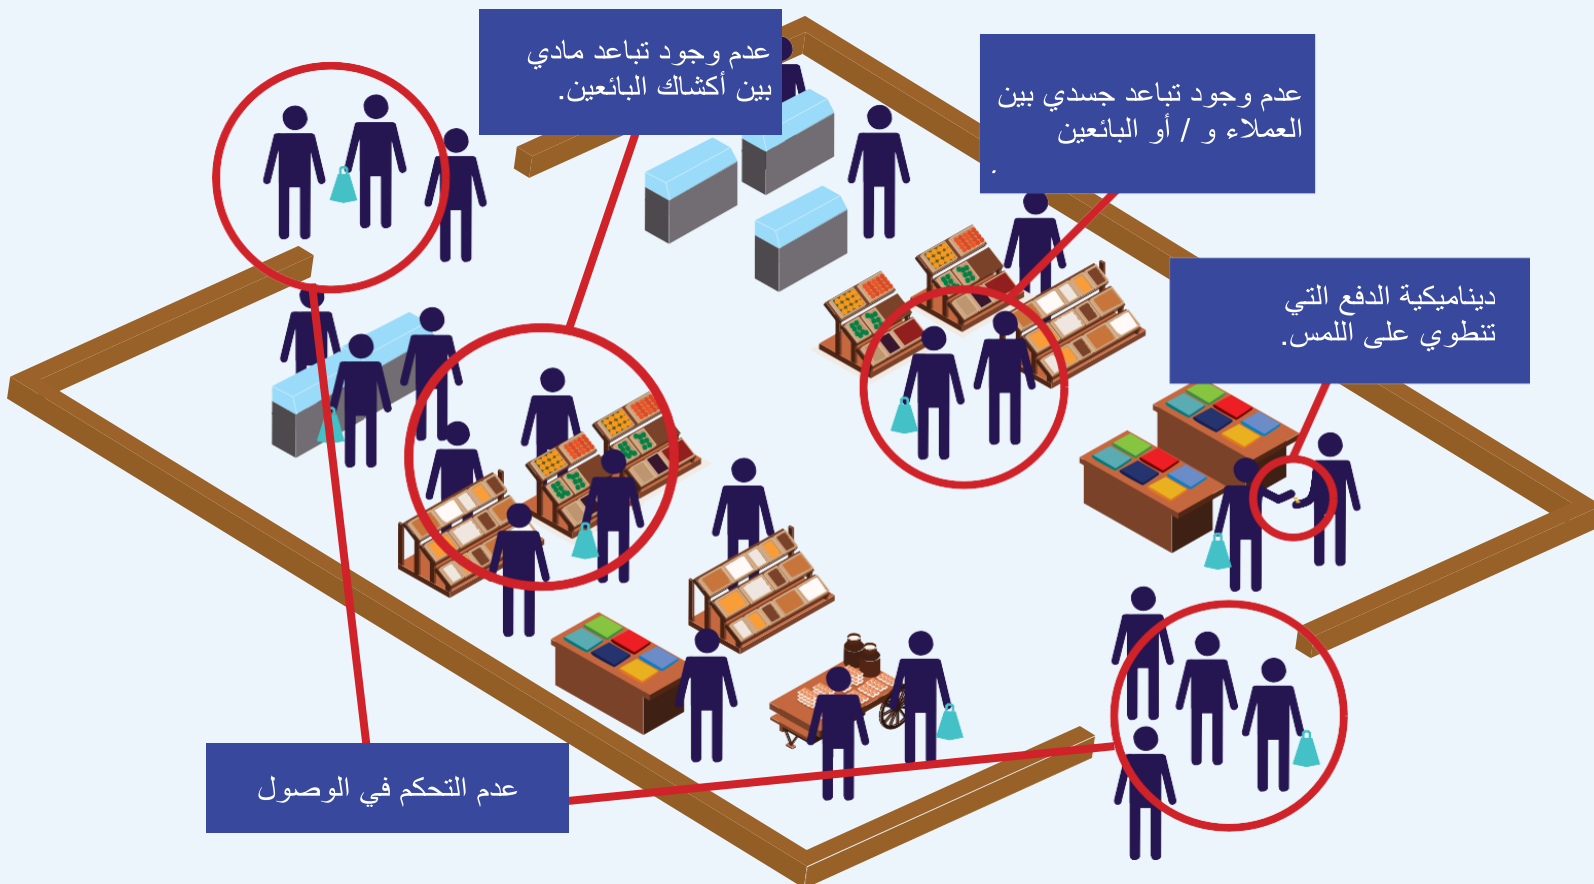 عدم وجود تباعد مادي
بين أكشاك البائعين.
عدم وجود تباعد جسدي بين
العملاء و / أو البائعين
.
ديناميكية الدفع التي
تنطوي على اللمس.
عدم التحكم في الوصول